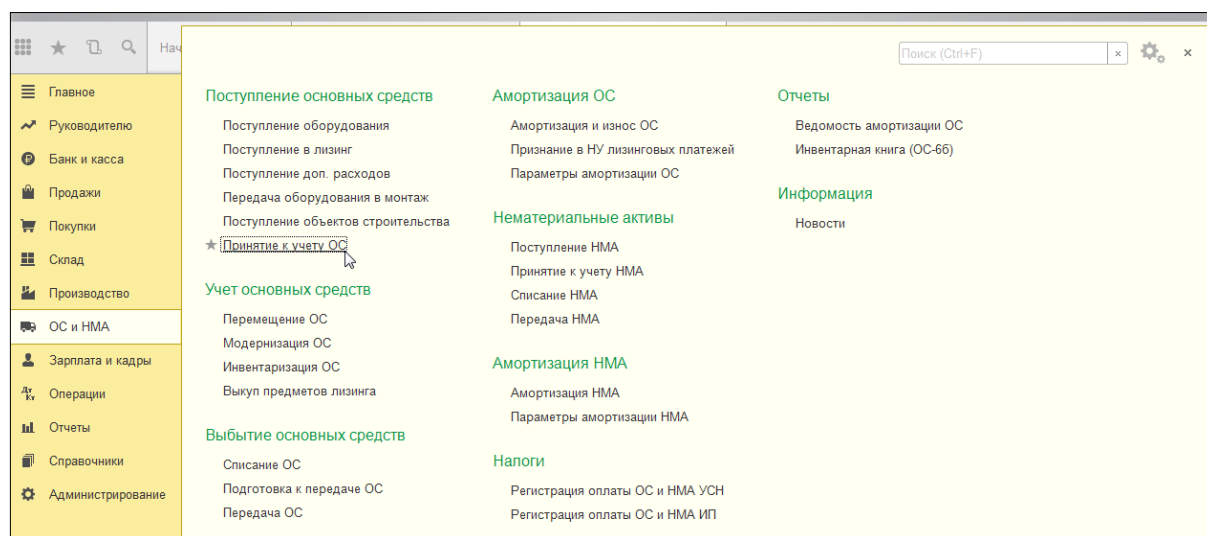 Нач
Поиск (Ctrl+F)
Главное
Руководителю
Банк и касса
Продажи
Покупки
Склад
Производство
ОС и НМА
Зарплата и кадры
Операции
Отчеты
Справочники
Администрирование
Поступление основных средств
Поступление оборудования
Поступление в лизинг
Поступление доп. расходов
Передача оборудования в монтаж
Поступление объектов строительства
Принятие к учету ОС
Учет основных средств
Перемещение ОС
Модернизация ОС
Инвентаризация ОС
Выкуп предметов лизинга
Выбытие основных средств
Списание ОС
Подготовка к передаче ОС
Передача ОС
Амортизация ОС
Амортизация и износ ОС
Признание в НУ лизинговых платежей
Параметры амортизации ОС
Нематериальные активы
Поступление НМА
Принятие к учету НМА
Списание НМА
Передача НМА
Амортизация НМА
Амортизация НМА
Параметры амортизации НМА
Налоги
Регистрация оплаты ОС и НМА УСН
Регистрация оплаты ОС и НМА ИП
Отчеты
Ведомость амортизации ОС
Инвентарная книга (ОС-6б)
Информация
Новости